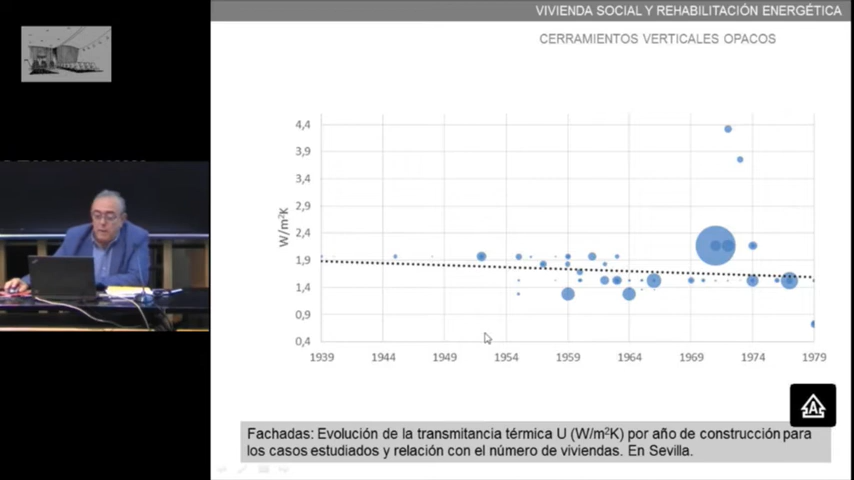 VIVIENDA SOCIAL Y REHABILITACIÓN ENERGÉTICA
CERRAMIENTOS VERTICALES OPACOS
4,4
3,9
3,4
2,9
2,4
1,9
1,4
0,9
0,4
W/m²K
1939 1944 1949 1954 1959 1964 1969 1974 1979
Fachadas: Evolución de la transmitancia térmica U (W/m²K) por año de construcción para
los casos estudiados y relación con el número de viviendas. En Sevilla.